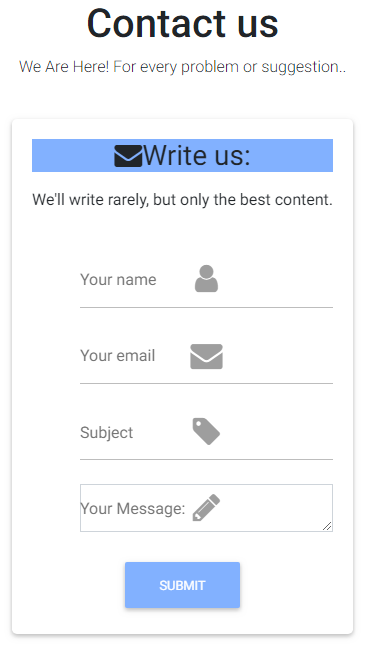 Contact us
We Are Here! For every problem or suggestion..
Write us:
We'll write rarely, but only the best content.
Your name
Your email
Subject
Your Message:
SUBMIT